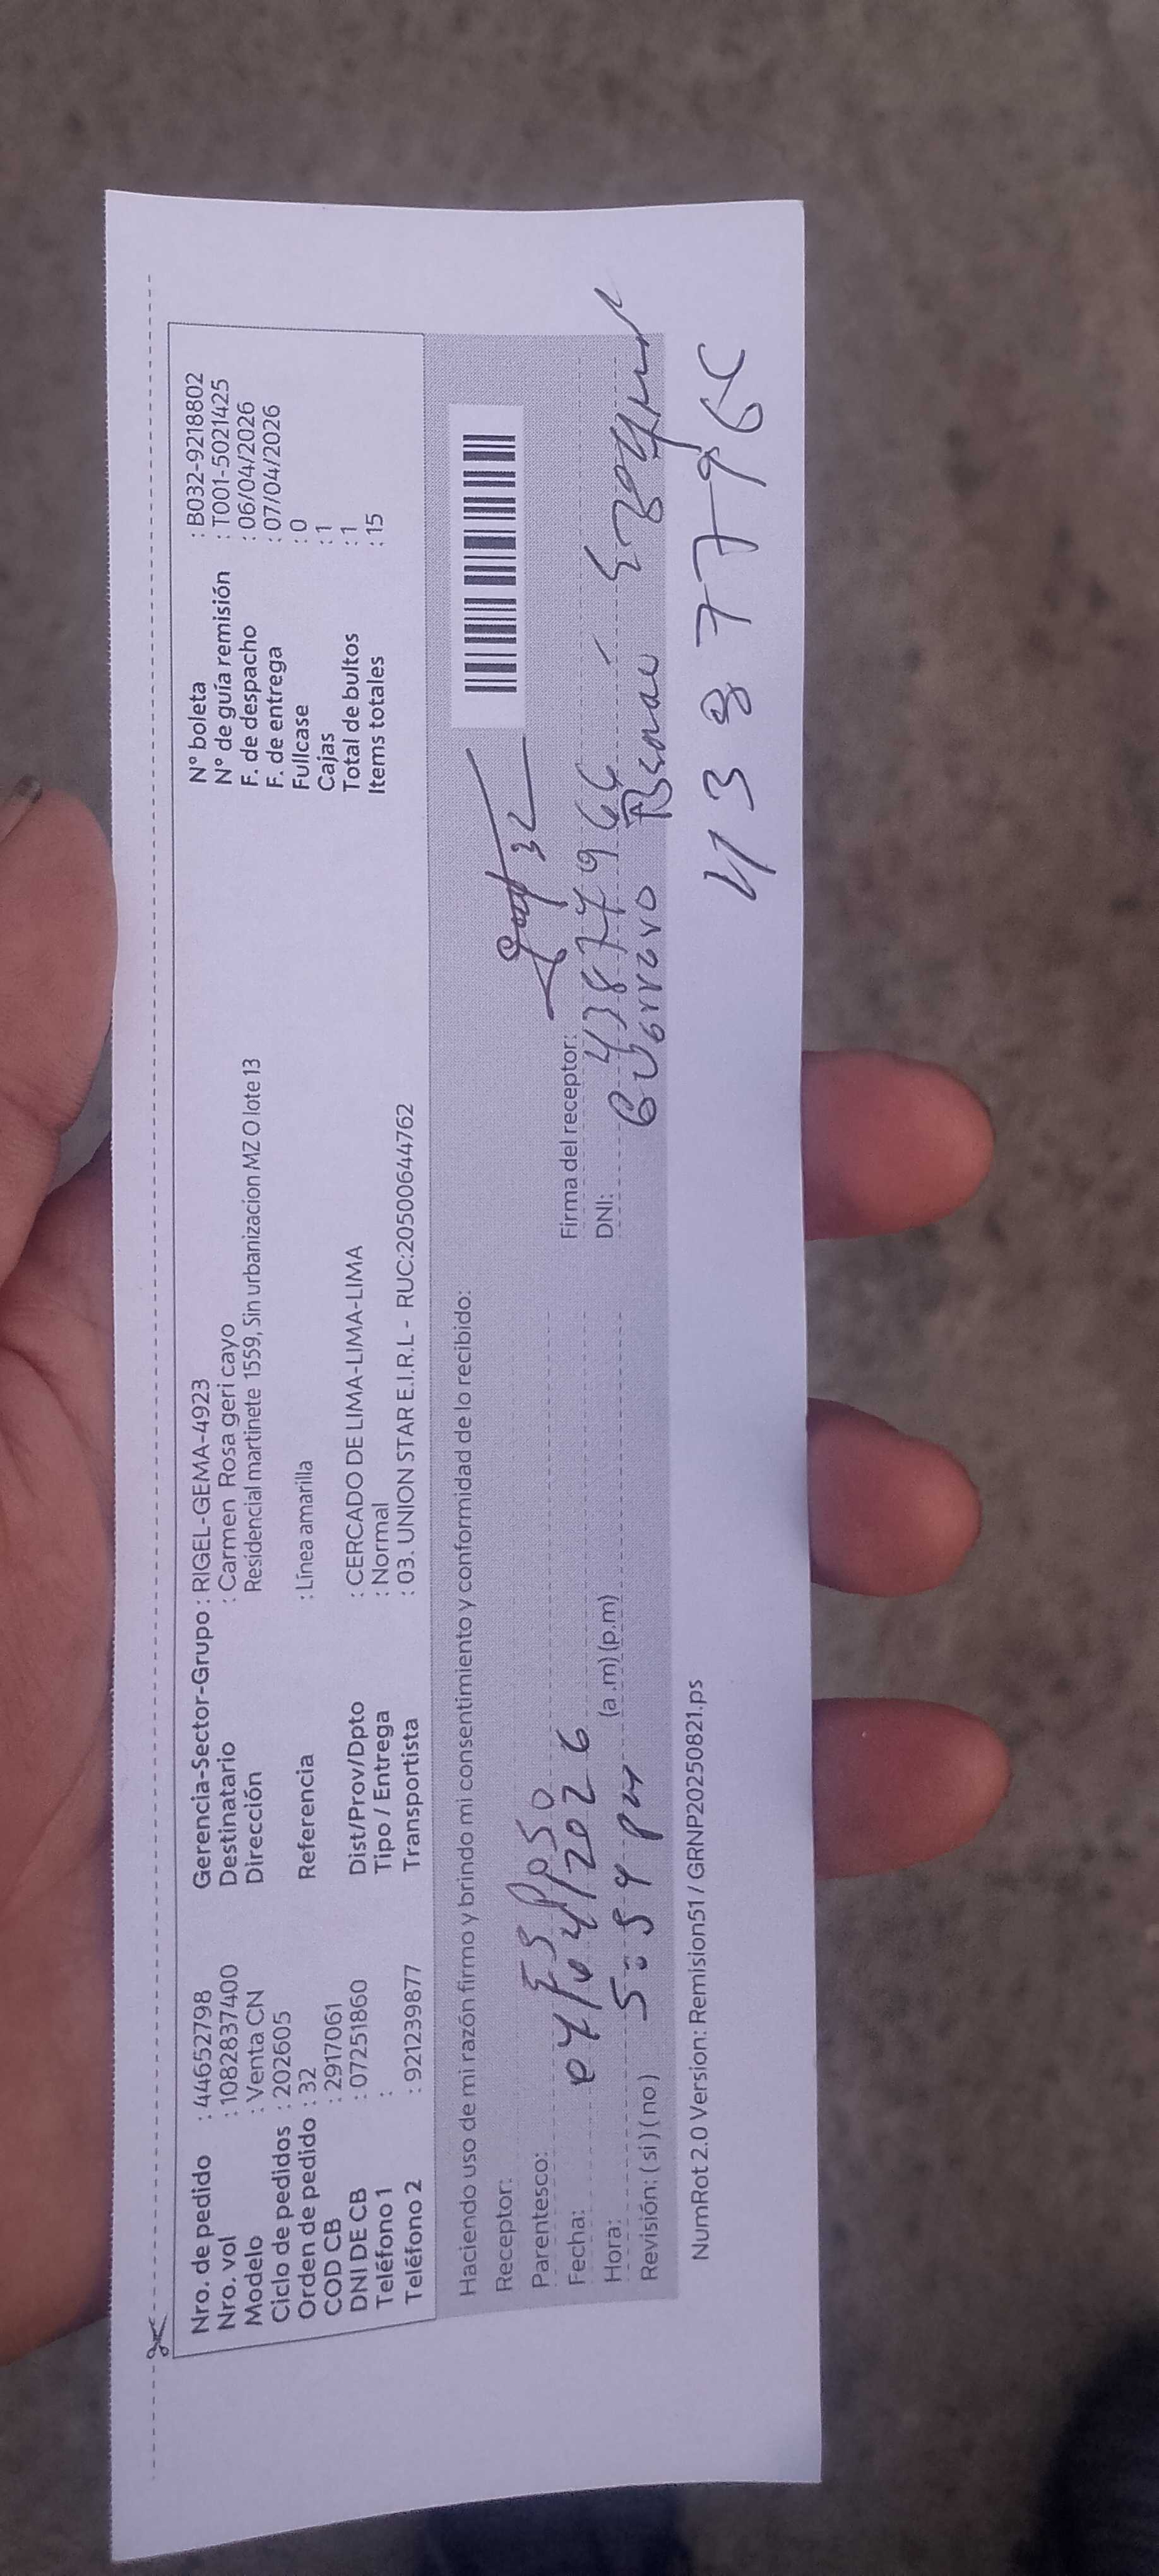 Nro. de pedido : 44652798
Nro. vol : 1082837400
Modelo : Venta CN
Ciclo de pedidos : 202605
Orden de pedido : 32
COD CB : 2917061
DNI DE CB : 07251860
Teléfono 1 :
Teléfono 2 : 921239877
Gerencia-Sector-Grupo : RIGEL-GEMA-4923
Destinatario : Carmen Rosa geri cayo
Dirección Residencial martinete 1559, Sin urbanizacion MZ O lote 13
Referencia : Línea amarilla
Dist/Prov/Dpto : CERCADO DE LIMA-LIMA-LIMA
Tipo / Entrega : Normal
Transportista : 03. UNION STAR E.I.R.L - RUC:20500644762
N° boleta : B032-9218802
N° de guía remisión : T001-5021425
F. de despacho : 06/04/2026
F. de entrega : 07/04/2026
Fullcase : 0
Cajas : 1
Total de bultos : 1
Items totales : 15
Haciendo uso de mi razón firmo y brindo mi consentimiento y conformidad de lo recibido:
Receptor:
Parentesco: ESPOSO
Fecha: 07/04/2026
Hora: 5:54 pm (a.m) (p.m)
Revisión: ( si ) ( no )
Firma del receptor:
DNI: 43877966
Guerrero
43877966
NumRot 2.0 Version: Remision51 / GRNP20250821.ps